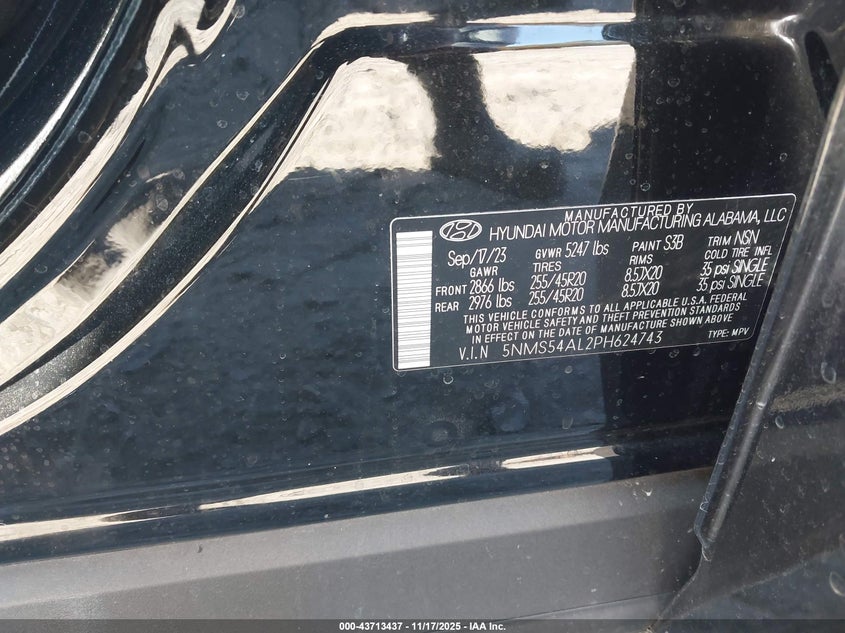 MANUFACTURED BY
HYUNDAI MOTOR MANUFACTURING ALABAMA, LLC
Sep/17/23 GVWR 5247 lbs PAINT S3B TRIM NSN
GAWR TIRES RIMS COLD TIRE INFL
FRONT 2866 lbs 255/45R20 8.5JX20 35 psi SINGLE
REAR 2976 lbs 255/45R20 8.5JX20 35 psi SINGLE
THIS VEHICLE CONFORMS TO ALL APPLICABLE U.S.A. FEDERAL
MOTOR VEHICLE SAFETY AND THEFT PREVENTION STANDARDS
IN EFFECT ON THE DATE OF MANUFACTURE SHOWN ABOVE
V.I.N 5NMS54AL2PH624743 TYPE: MPV
000-43713437 - 11/17/2025 - IAA Inc.